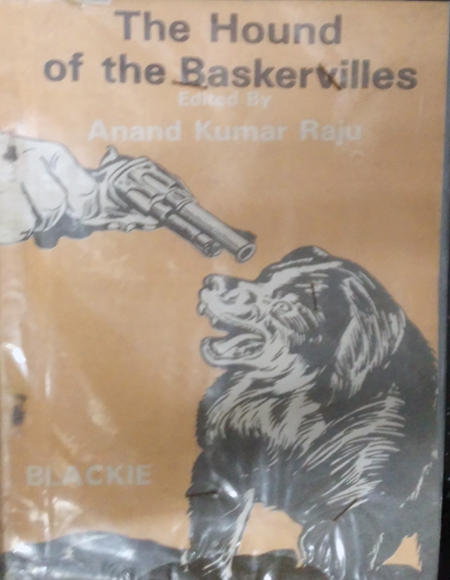 The Hound
of the Baskervilles
Edited By
Anand Kumar Raju
BLACKIE